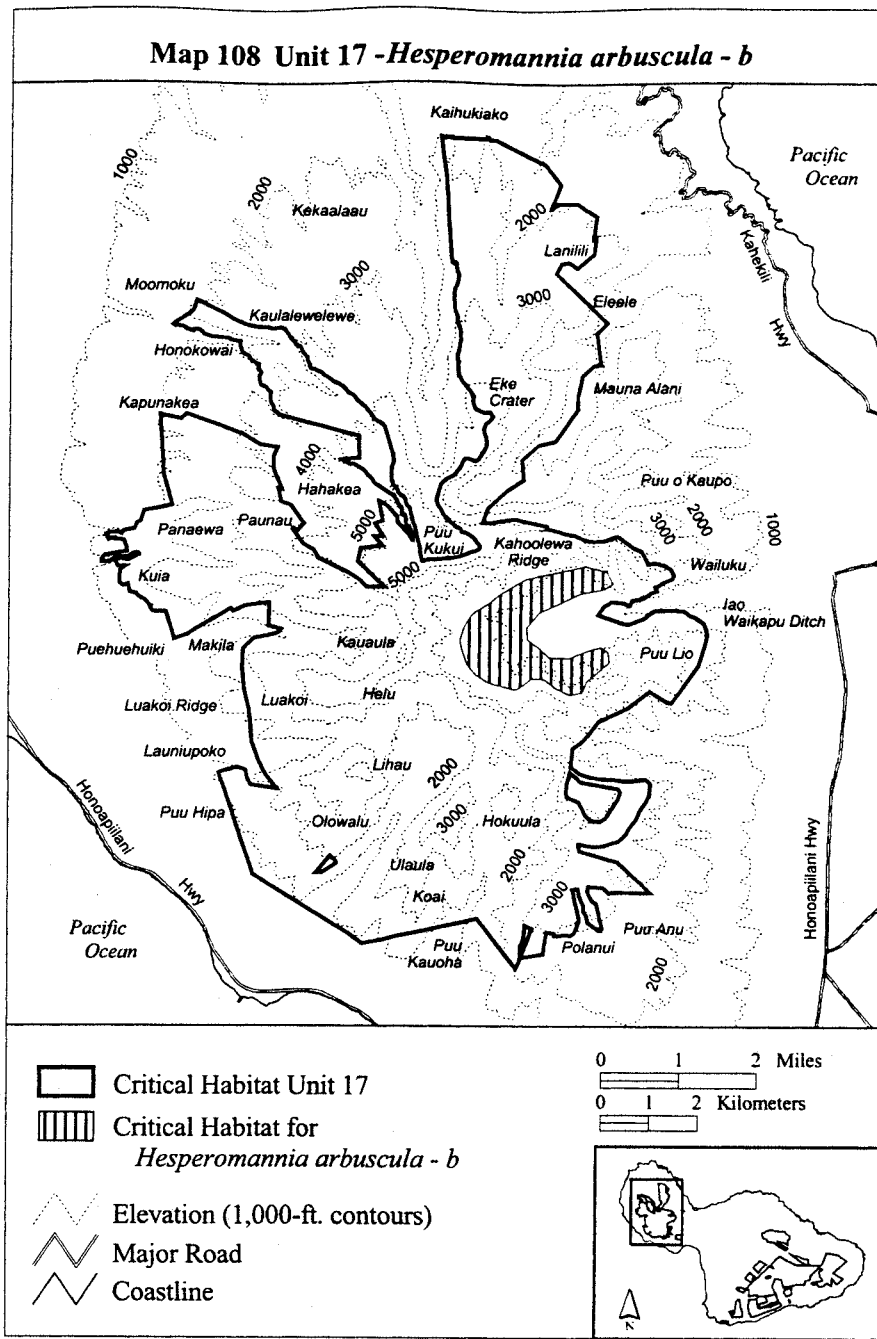 Map 108 Unit 17 -Hesperomannia arbuscula - b
Kaihukiako
Pacific
Ocean
1000
2000
Kekaalaau
2000
Lanilili
Kahekili
Hwy
3000
Moomoku
Kaulalewelewe
3000
Eleele
Honokowai
Eke
Crater
Mauna Alani
Kapunakea
4000
Hahakea
Puu o Kaupo
3000
2000
1000
Panaewa
Paunau
5000
Puu
Kukui
Kahoolewa
Ridge
Wailuku
Kuia
5000
Iao
Waikapu Ditch
Puehuehuiki
Makila
Kauaula
Puu Lio
Luakoi Ridge
Luakoi
Helu
Launiupoko
Lihau
2000
Honoapiilani
Hwy
Puu Hipa
Olowalu
3000
Hokuula
Honoapiilani Hwy
Ulaula
2000
Koai
3000
Pacific
Ocean
Puu
Kauoha
Polanui
Puu Anu
2000
Critical Habitat Unit 17
Critical Habitat for
Hesperomannia arbuscula - b
Elevation (1,000-ft. contours)
Major Road
Coastline
0 1 2 Miles
0 1 2 Kilometers
N